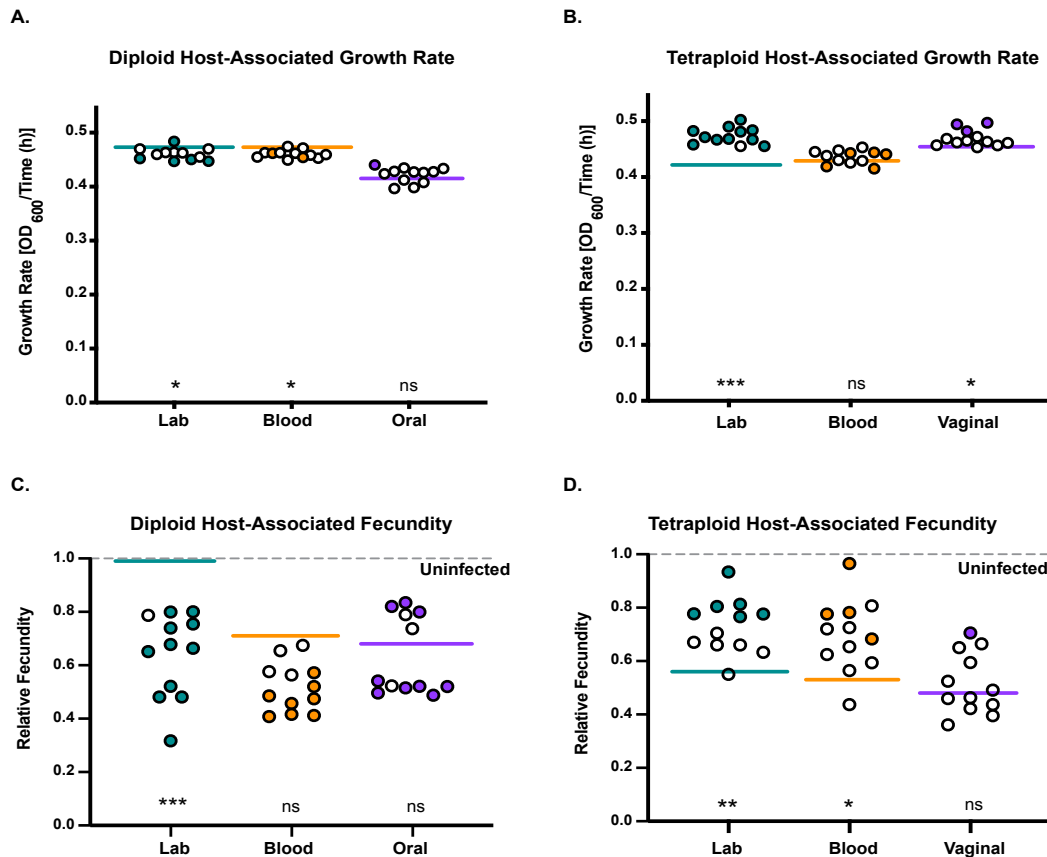 A.
Diploid Host-Associated Growth Rate
Growth Rate [OD600/Time (h)]
0.5
0.4
0.3
0.2
0.1
0.0
* * ns
Lab Blood Oral
B.
Tetraploid Host-Associated Growth Rate
Growth Rate [OD600/Time (h)]
0.5
0.4
0.3
0.2
0.1
0.0
*** ns *
Lab Blood Vaginal
C.
Diploid Host-Associated Fecundity
Relative Fecundity
1.0
Uninfected
0.8
0.6
0.4
0.2
0.0
*** ns ns
Lab Blood Oral
D.
Tetraploid Host-Associated Fecundity
Relative Fecundity
1.0
Uninfected
0.8
0.6
0.4
0.2
0.0
** * ns
Lab Blood Vaginal